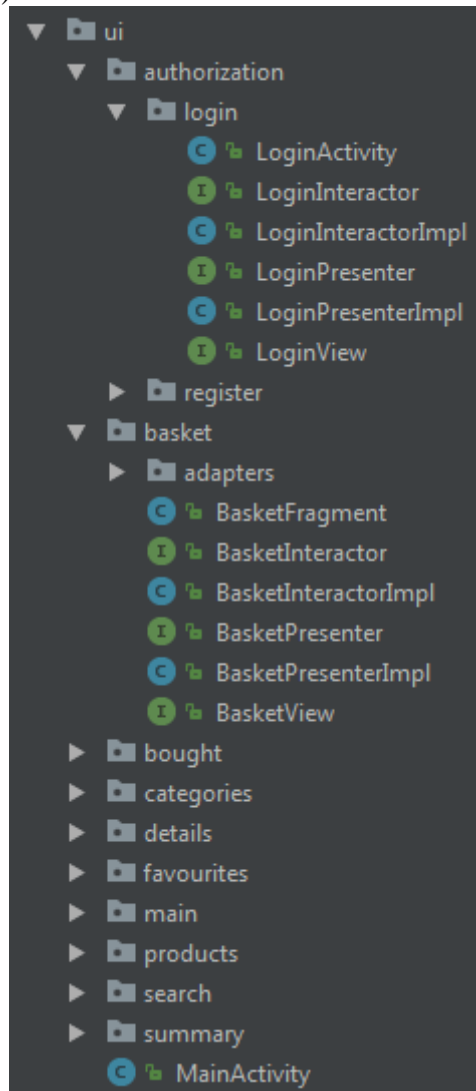 ui
authorization
login
C LoginActivity
I LoginInteractor
C LoginInteractorImpl
I LoginPresenter
C LoginPresenterImpl
I LoginView
register
basket
adapters
C BasketFragment
I BasketInteractor
C BasketInteractorImpl
I BasketPresenter
C BasketPresenterImpl
I BasketView
bought
categories
details
favourites
main
products
search
summary
C MainActivity